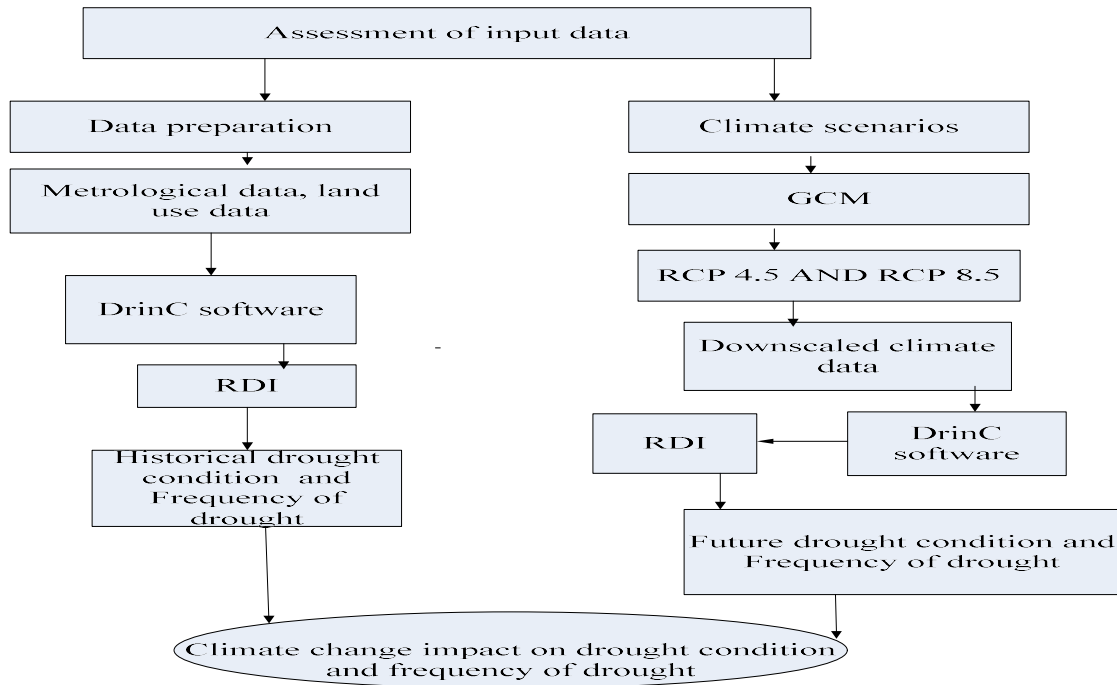 Assessment of input data
Data preparation
Climate scenarios
Metrological data, land
use data
GCM
RCP 4.5 AND RCP 8.5
DrinC software
Downscaled climate
data
RDI
DrinC
software
RDI
Historical drought
condition and
Frequency of
drought
Future drought condition and
Frequency of drought
Climate change impact on drought condition
and frequency of drought